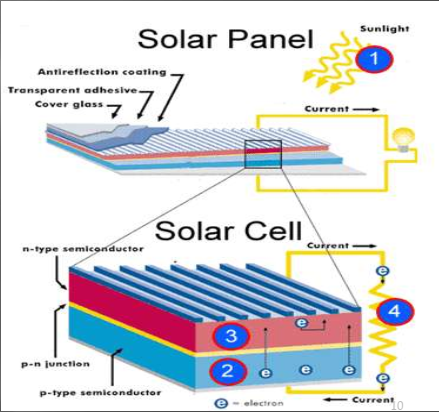 Solar Panel
Sunlight
1
Antireflection coating
Transparent adhesive
Cover glass
Current
Solar Cell
n-type semiconductor
Current
e
4
3
e
2
e
e
e
p-n junction
p-type semiconductor
e
e = electron
Current
10